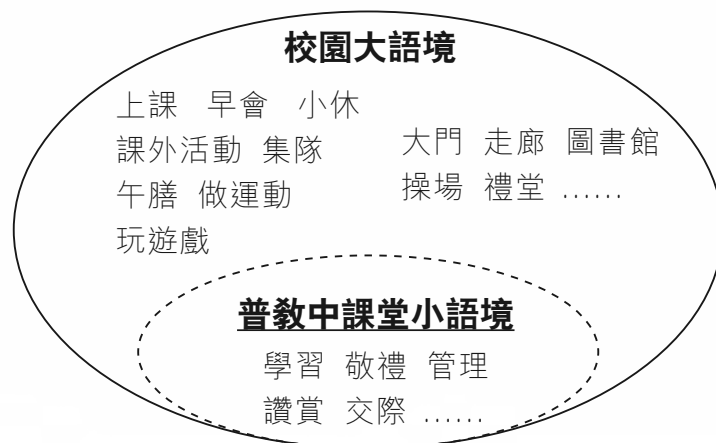 校園大語境
上課 早會 小休
課外活動 集隊
午膳 做運動
玩遊戲
大門 走廊 圖書館
操場 禮堂 ……
普教中課堂小語境
學習 敬禮 管理
讚賞 交際 ……